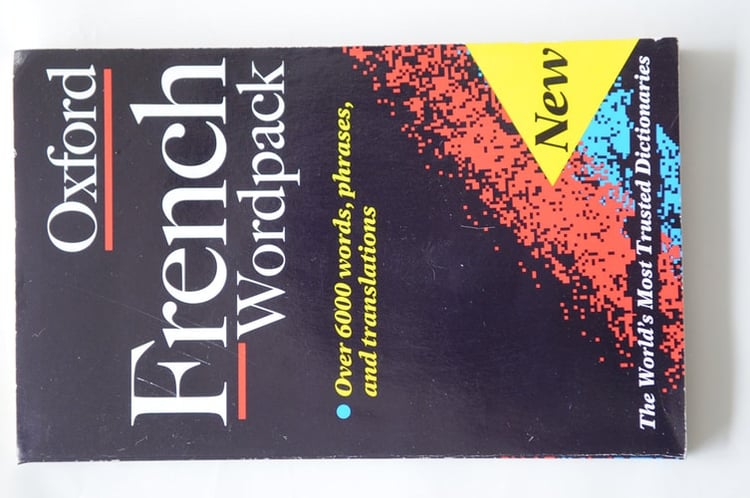 Oxford
French
Wordpack
Over 6000 words, phrases,
and translations
New
The World's Most Trusted Dictionaries